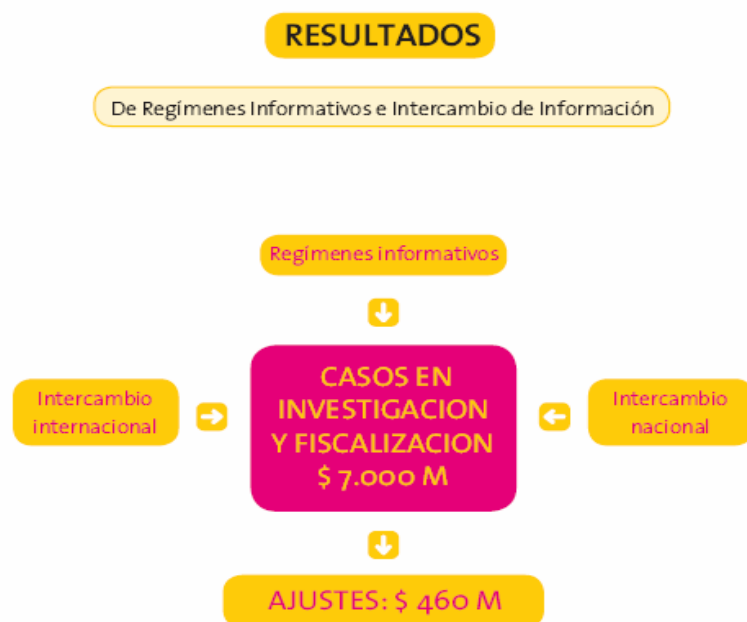 RESULTADOS
De Regímenes Informativos e Intercambio de Información
Regímenes informativos
Intercambio
internacional
CASOS EN
INVESTIGACION
Y FISCALIZACION
$ 7.000 M
Intercambio
nacional
AJUSTES: $ 460 M